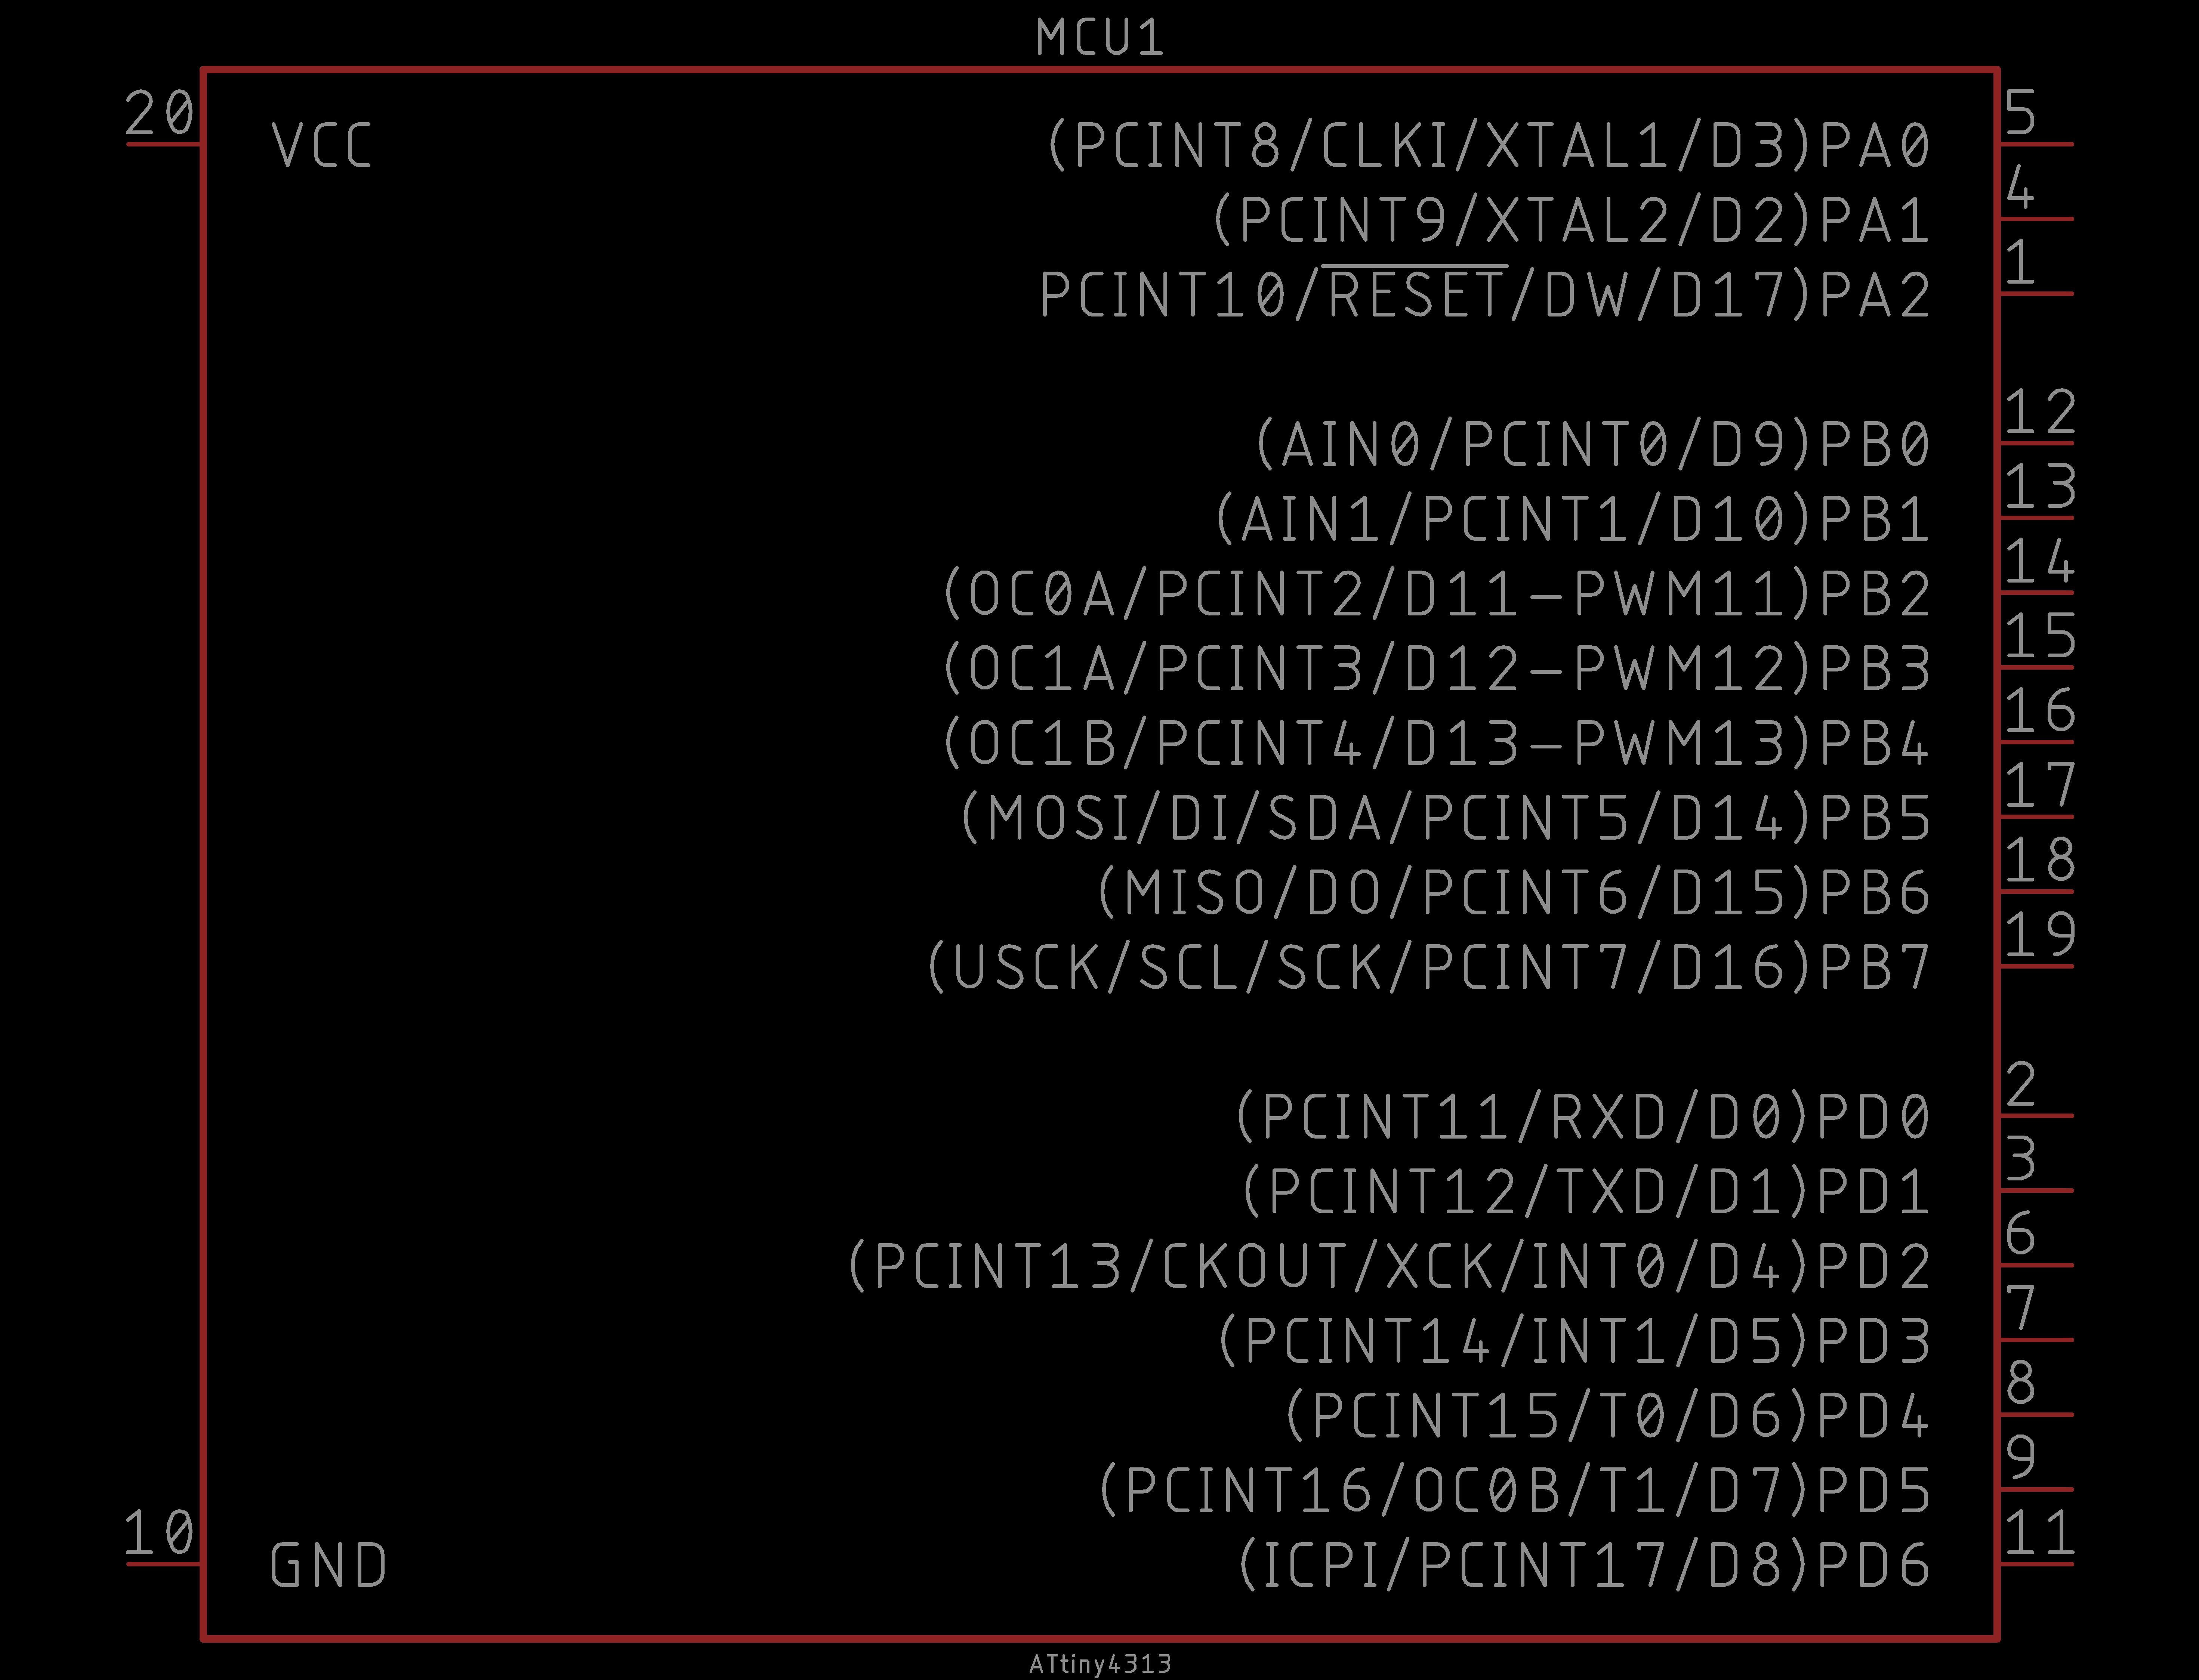 MCU1
20
VCC
(PCINT8/CLKI/XTAL1/D3)PA0
5
(PCINT9/XTAL2/D2)PA1
4
PCINT10/RESET/DW/D17)PA2
1
(AIN0/PCINT0/D9)PB0
12
(AIN1/PCINT1/D10)PB1
13
(OC0A/PCINT2/D11-PWM11)PB2
14
(OC1A/PCINT3/D12-PWM12)PB3
15
(OC1B/PCINT4/D13-PWM13)PB4
16
(MOSI/DI/SDA/PCINT5/D14)PB5
17
(MISO/DO/PCINT6/D15)PB6
18
(USCK/SCL/SCK/PCINT7/D16)PB7
19
(PCINT11/RXD/D0)PD0
2
(PCINT12/TXD/D1)PD1
3
(PCINT13/CKOUT/XCK/INT0/D4)PD2
6
(PCINT14/INT1/D5)PD3
7
(PCINT15/T0/D6)PD4
8
(PCINT16/OC0B/T1/D7)PD5
9
10
GND
(ICPI/PCINT17/D8)PD6
11
ATtiny4313